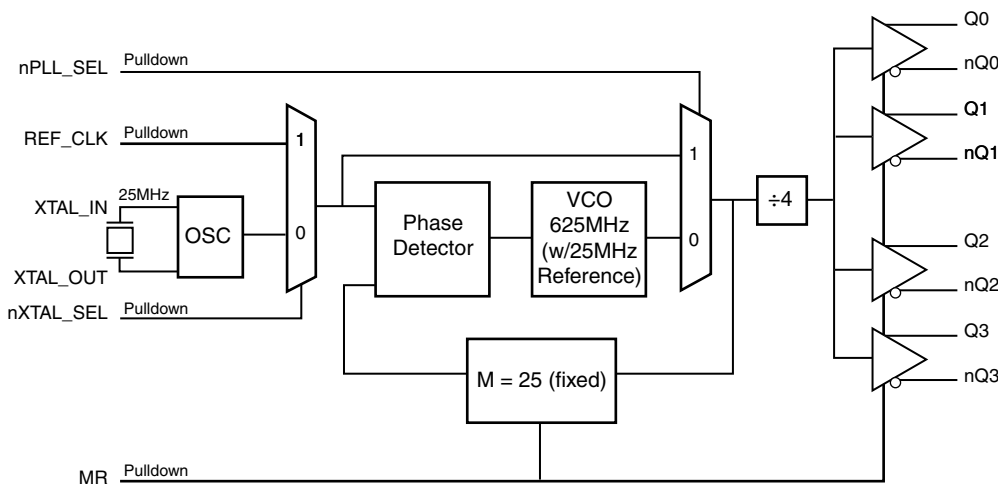 nPLL_SEL Pulldown
REF_CLK Pulldown
1
XTAL_IN 25MHz
OSC
0
XTAL_OUT
nXTAL_SEL Pulldown
Phase
Detector
VCO
625MHz
(w/25MHz
Reference)
1
0
÷4
M = 25 (fixed)
MR Pulldown
Q0
nQ0
Q1
nQ1
Q2
nQ2
Q3
nQ3